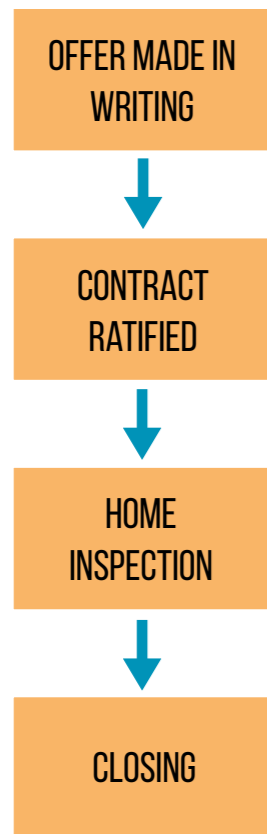 OFFER MADE IN
WRITING
CONTRACT
RATIFIED
HOME
INSPECTION
CLOSING